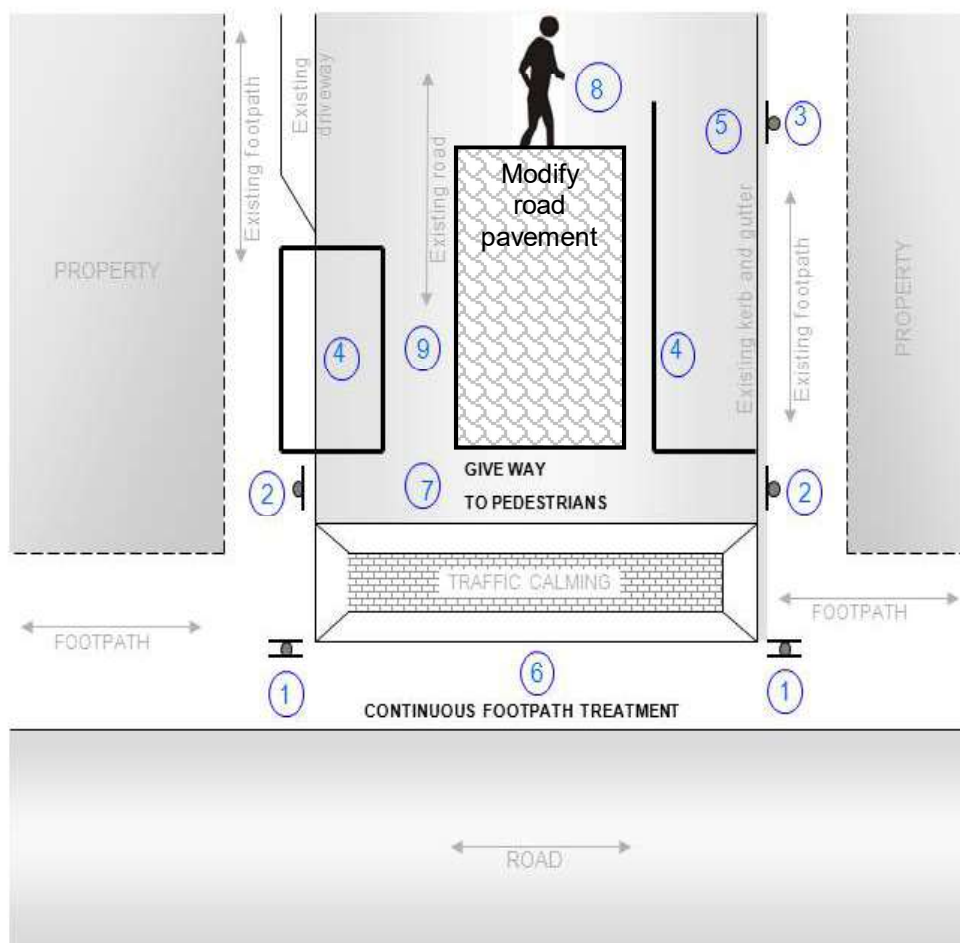 Existing footpath
Existing
driveway
Existing road
8
5
3
Modify
road
pavement
PROPERTY
Existing kerb and gutter
Existing footpath
PROPERTY
4
9
4
2
7
GIVE WAY
TO PEDESTRIANS
2
TRAFFIC CALMING
FOOTPATH
FOOTPATH
1
6
1
CONTINUOUS FOOTPATH TREATMENT
ROAD